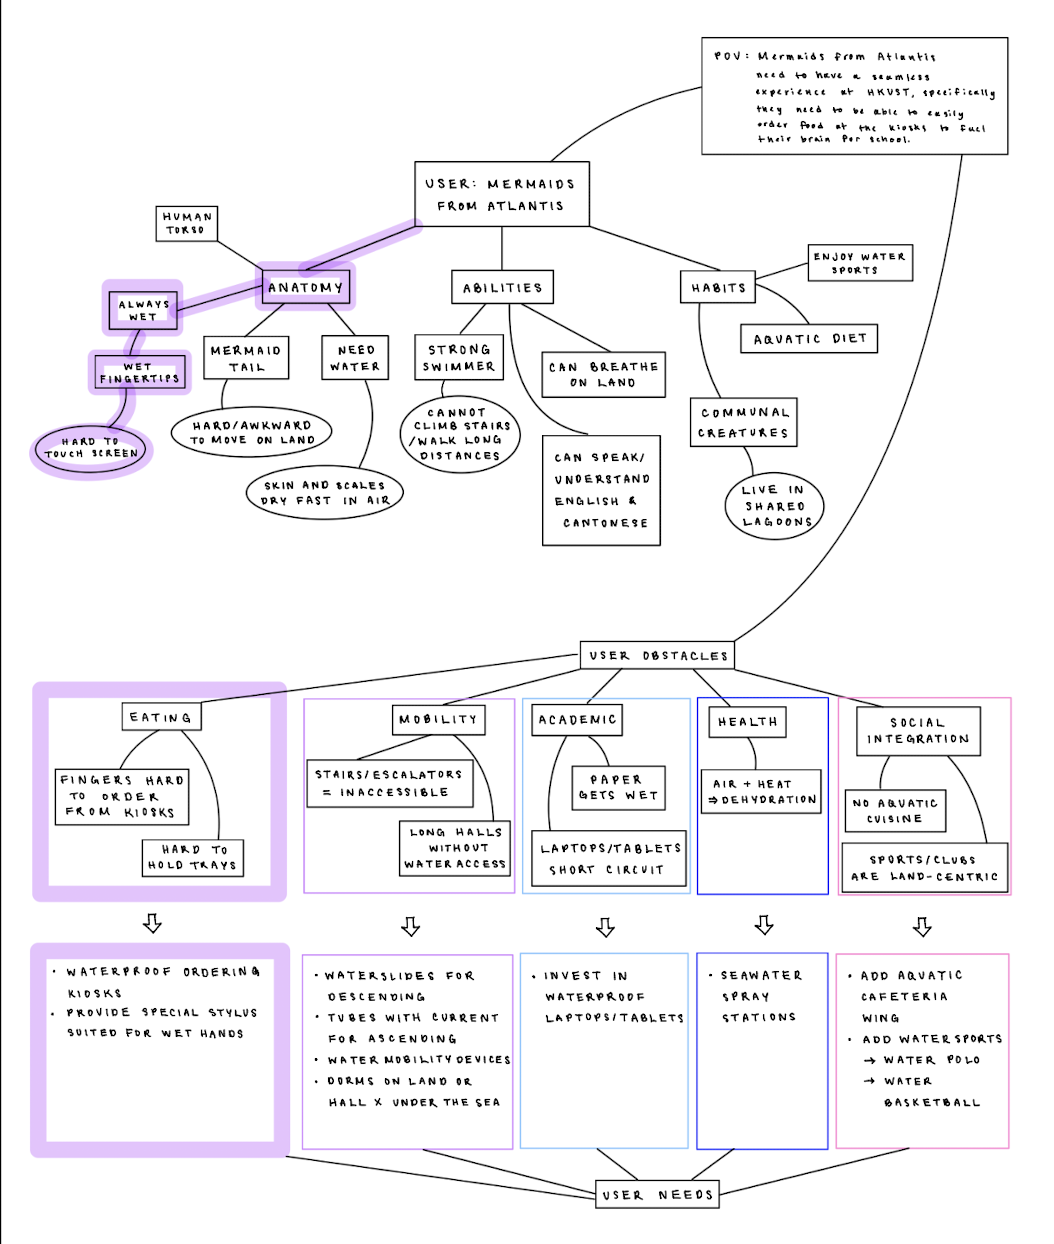 POV: Mermaids from Atlantis
need to have a seamless
experience at HKUST, specifically
they need to be able to easily
order food at the kiosks to fuel
their brain for school.
USER: MERMAIDS
FROM ATLANTIS
HUMAN
TORSO
ANATOMY
ABILITIES
HABITS
ENJOY WATER
SPORTS
ALWAYS
WET
MERMAID
TAIL
NEED
WATER
STRONG
SWIMMER
CAN BREATHE
ON LAND
AQUATIC DIET
WET
FINGERTIPS
HARD TO
TOUCH SCREEN
HARD/AWKWARD
TO MOVE ON LAND
SKIN AND SCALES
DRY FAST IN AIR
CANNOT
CLIMB STAIRS
/WALK LONG
DISTANCES
CAN SPEAK/
UNDERSTAND
ENGLISH &
CANTONESE
COMMUNAL
CREATURES
LIVE IN
SHARED
LAGOONS
USER OBSTACLES
EATING
FINGERS HARD
TO ORDER
FROM KIOSKS
HARD TO
HOLD TRAYS
MOBILITY
STAIRS/ESCALATORS
= INACCESSIBLE
LONG HALLS
WITHOUT
WATER ACCESS
ACADEMIC
PAPER
GETS WET
LAPTOPS/TABLETS
SHORT CIRCUIT
HEALTH
AIR + HEAT
⇒ DEHYDRATION
SOCIAL
INTEGRATION
NO AQUATIC
CUISINE
SPORTS/CLUBS
ARE LAND-CENTRIC
• WATERPROOF ORDERING
KIOSKS
• PROVIDE SPECIAL STYLUS
SUITED FOR WET HANDS
• WATERSLIDES FOR
DESCENDING
• TUBES WITH CURRENT
FOR ASCENDING
• WATER MOBILITY DEVICES
• DORMS ON LAND OR
HALL X UNDER THE SEA
• INVEST IN
WATERPROOF
LAPTOPS/TABLETS
• SEAWATER
SPRAY
STATIONS
• ADD AQUATIC
CAFETERIA
WING
• ADD WATERSPORTS
→ WATER POLO
→ WATER
BASKETBALL
USER NEEDS